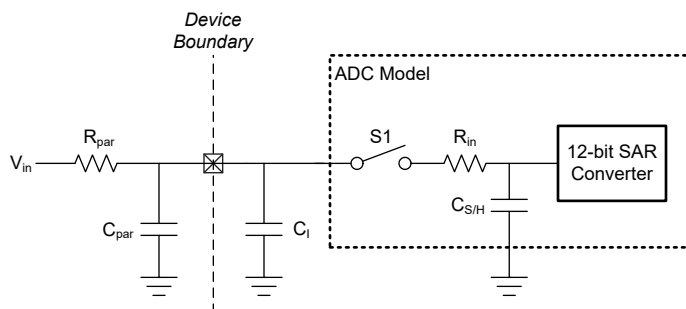 Device
Boundary
ADC Model
R_par
S1
R_in
V_in
12-bit SAR
Converter
C_par
C_I
C_S/H